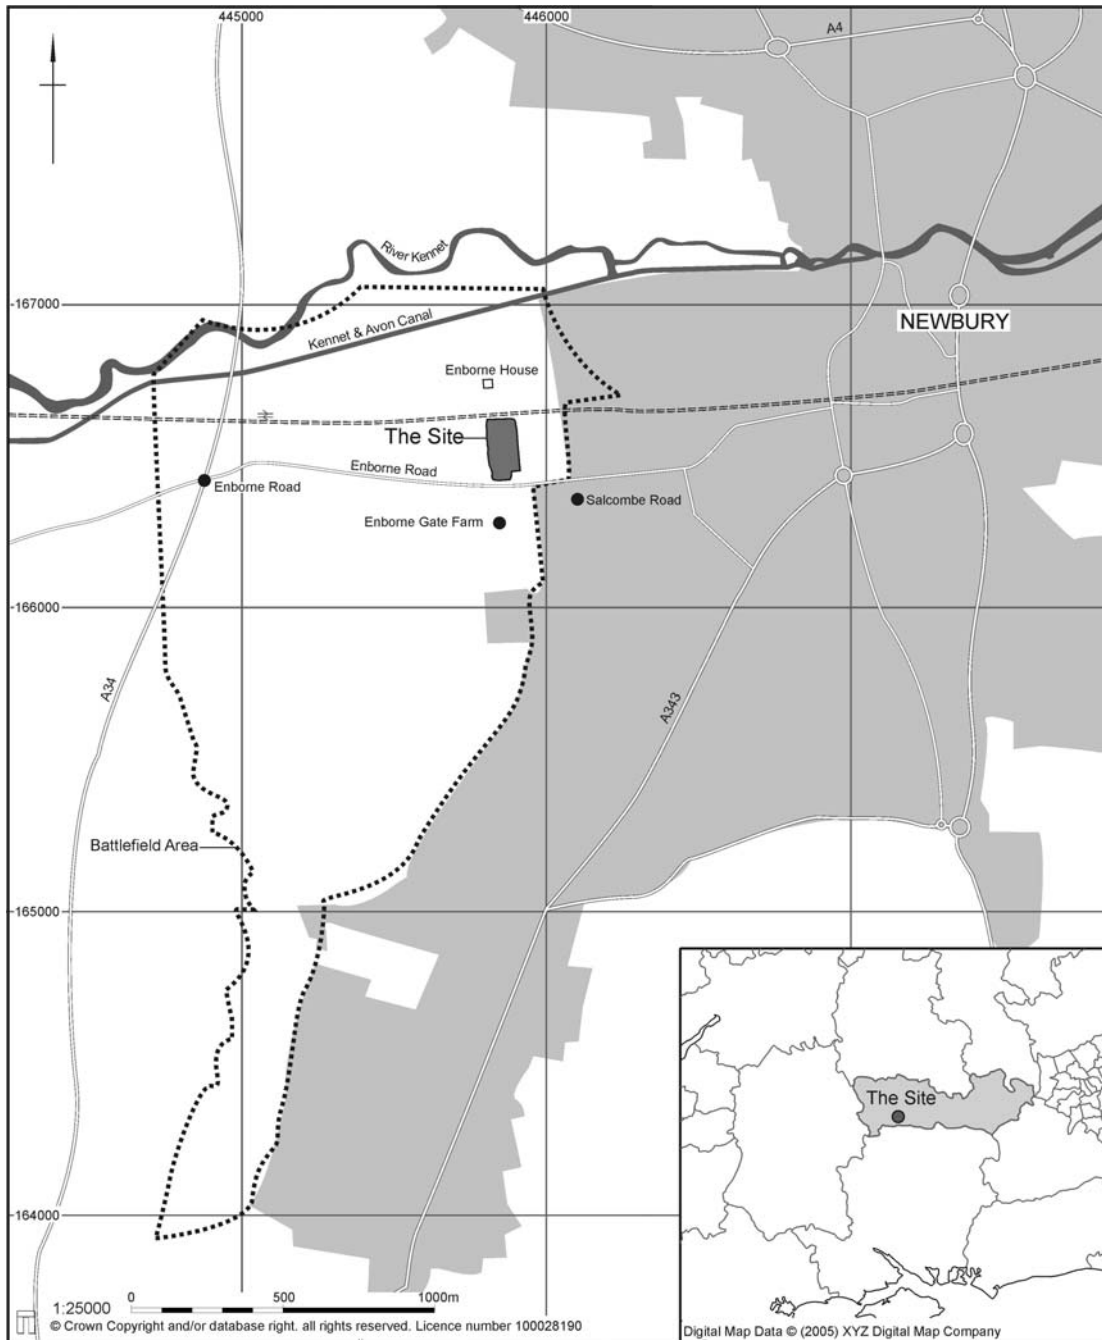 445000
446000
A4
River Kennet
167000
Kennet & Avon Canal
NEWBURY
Enborne House
The Site
Enborne Road
Enborne Road
Salcombe Road
Enborne Gate Farm
166000
A34
A343
Battlefield Area
165000
The Site
164000
1:25000
0
500
1000m
© Crown Copyright and/or database right. all rights reserved. Licence number 100028190
Digital Map Data © (2005) XYZ Digital Map Company